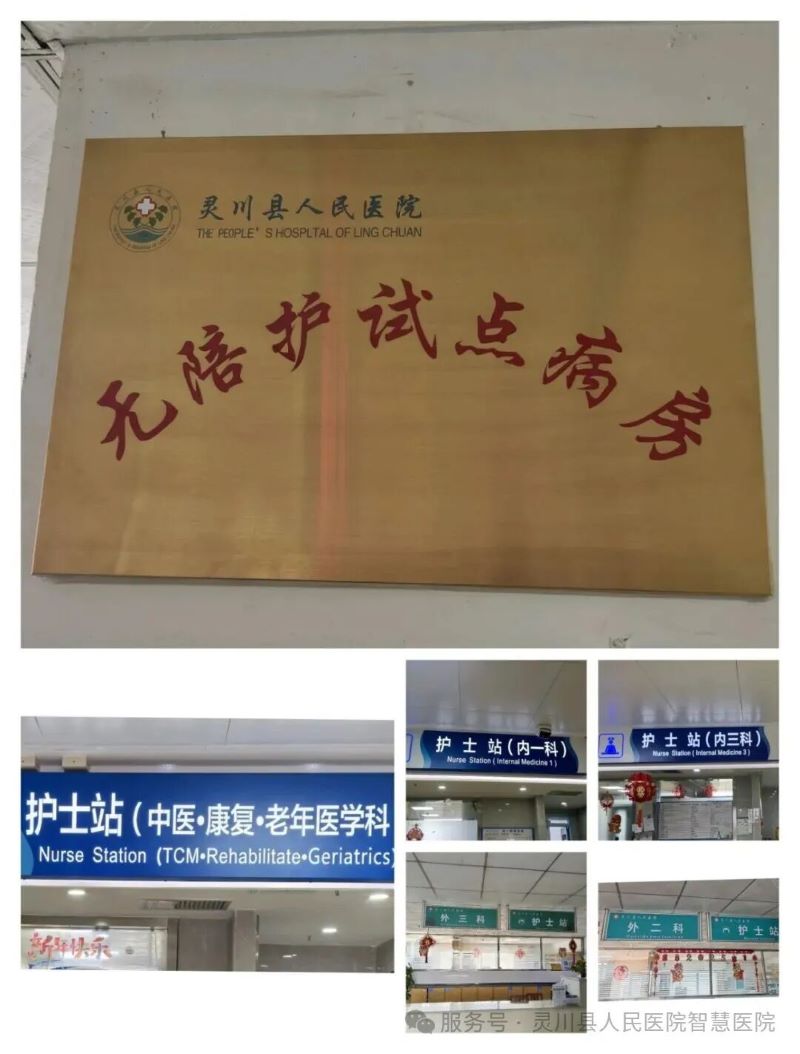 灵川县人民医院
THE PEOPLE'S HOSPLTAL OF LING CHUAN
无陪护试点病房
护士站(中医·康复·老年医学科
Nurse Station (TCM•Rehabilitate•Geriatrics)
新年快乐
护士站(内一科)
Nurse Station (Internal Medicine 1)
护士站(内三科)
Nurse Station (Internal Medicine 3)
外三科
护士站
外二科
护士站
服务号 · 灵川县人民医院智慧医院